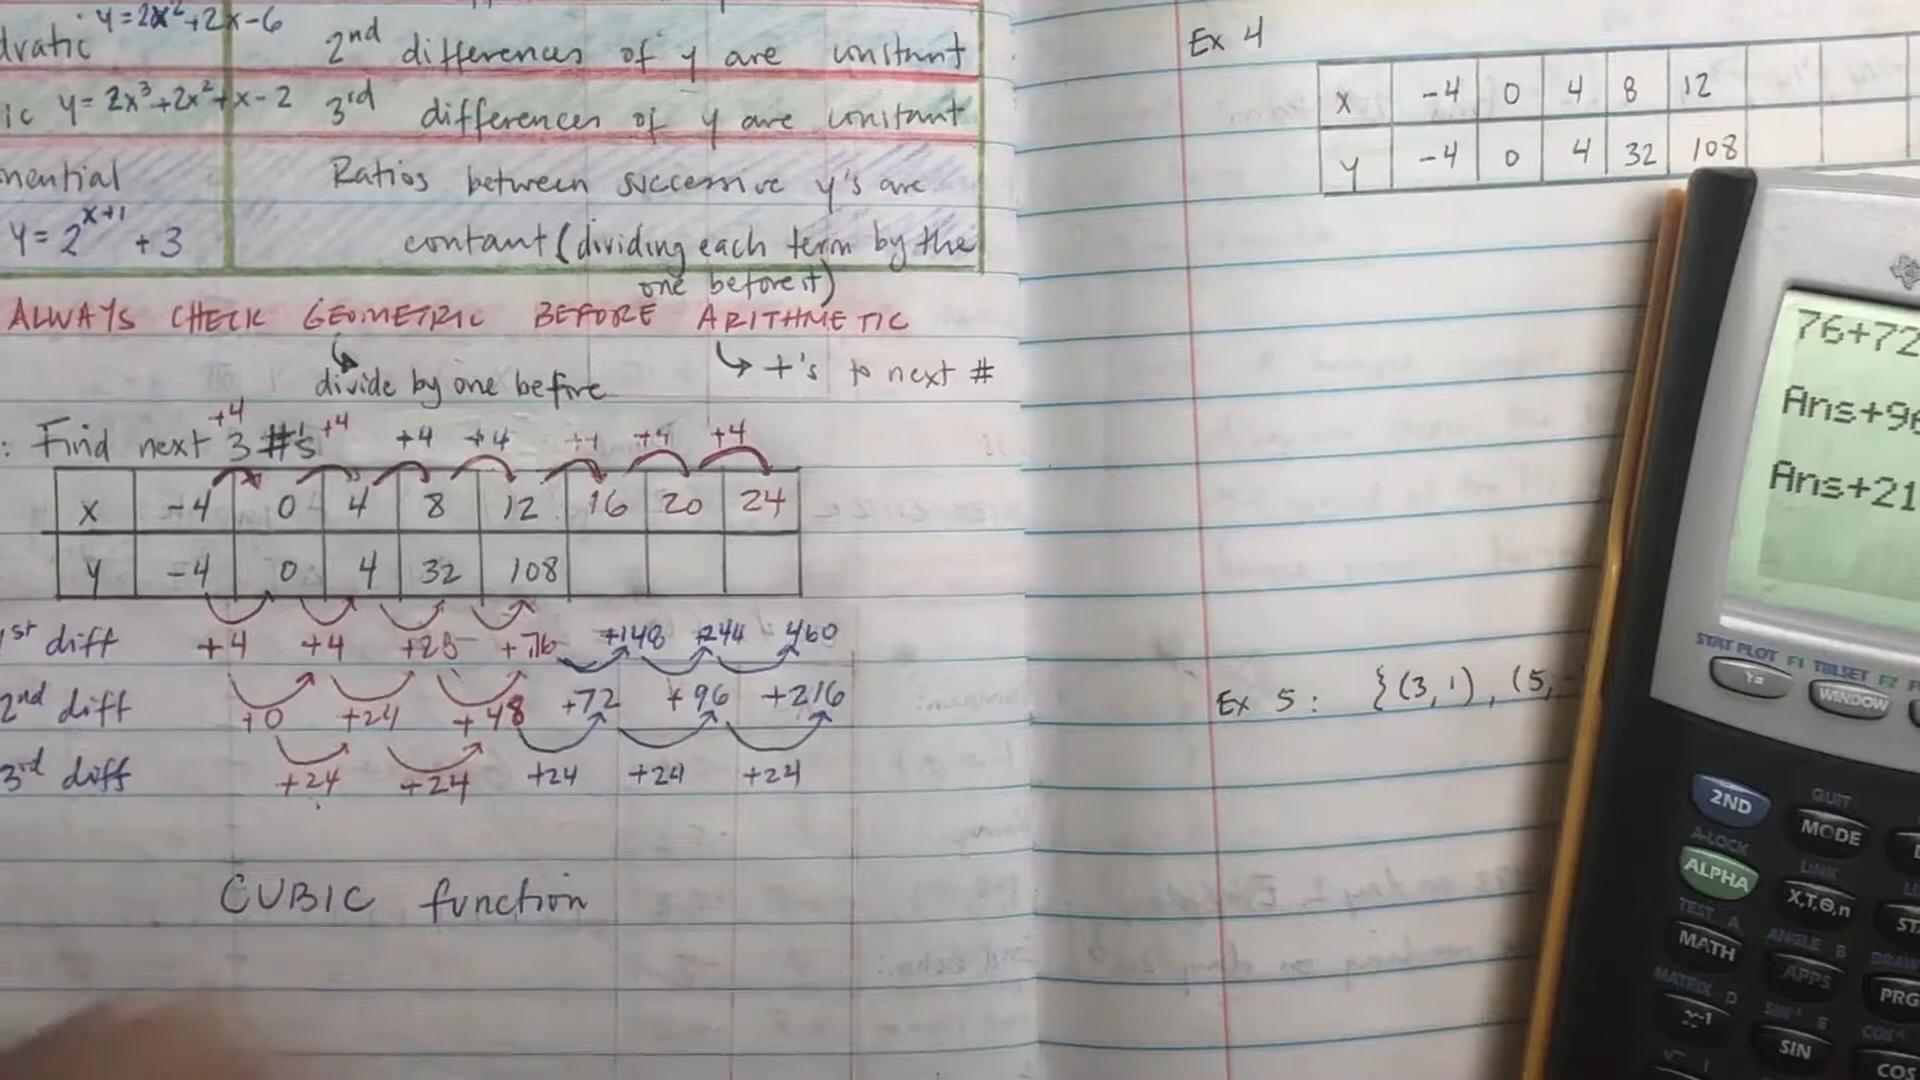 dratic y=2x²+2x-6 2nd differences of y are constant
ic y=2x³+2x²+x-2 3rd differences of y are constant
nential Ratios between successive y's are
y=2^x+1 +3 contant (dividing each term by the
one before it)
ALWAYS CHECK GEOMETRIC BEFORE ARITHMETIC
divide by one before → +'s to next #
: Find next 3 #'s
+4 +4 +4 +4 +4 +4 +4
x -4 0 4 8 12 16 20 24
y -4 0 4 32 108
1st diff +4 +4 +28 +76 +148 +244 460
2nd diff +0 +24 +48 +72 +96 +216
3rd diff +24 +24 +24 +24 +24
CUBIC function
Ex 4
x -4 0 4 8 12
y -4 0 4 32 108
Ex 5: {(3,1), (5,
76+72
Ans+96
Ans+21
STAT PLOT F1 TBLSET F2
Y= WINDOW
QUIT
2ND MODE
A-LOCK LINK
ALPHA X,T,Θ,n ST
TEST A ANGLE B DRAW
MATH APPS PRG
MATRIX D SIN⁻¹ E COS
x⁻¹ SIN COS